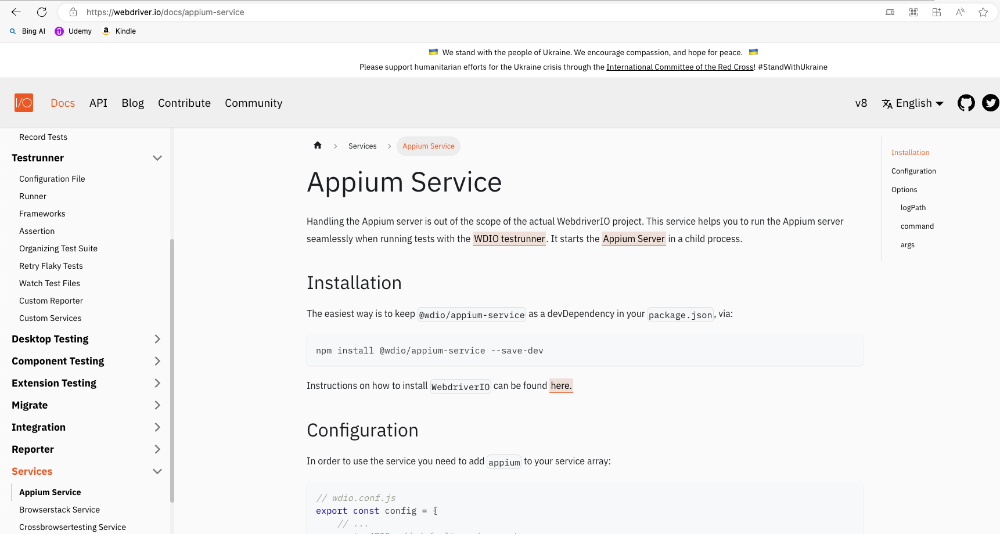 https://webdriver.io/docs/appium-service
Bing AI Udemy Kindle
We stand with the people of Ukraine. We encourage compassion, and hope for peace.
Please support humanitarian efforts for the Ukraine crisis through the International Committee of the Red Cross! #StandWithUkraine
I/O Docs API Blog Contribute Community v8 English
Record Tests
Testrunner
Configuration File
Runner
Frameworks
Assertion
Organizing Test Suite
Retry Flaky Tests
Watch Test Files
Custom Reporter
Custom Services
Desktop Testing
Component Testing
Extension Testing
Migrate
Integration
Reporter
Services
Appium Service
Browserstack Service
Crossbrowsertesting Service
Services Appium Service
Appium Service
Handling the Appium server is out of the scope of the actual WebdriverIO project. This service helps you to run the Appium server
seamlessly when running tests with the WDIO testrunner. It starts the Appium Server in a child process.
Installation
The easiest way is to keep @wdio/appium-service as a devDependency in your package.json, via:
npm install @wdio/appium-service --save-dev
Instructions on how to install WebdriverIO can be found here.
Configuration
In order to use the service you need to add appium to your service array:
// wdio.conf.js
export const config = {
// ...
Installation
Configuration
Options
logPath
command
args